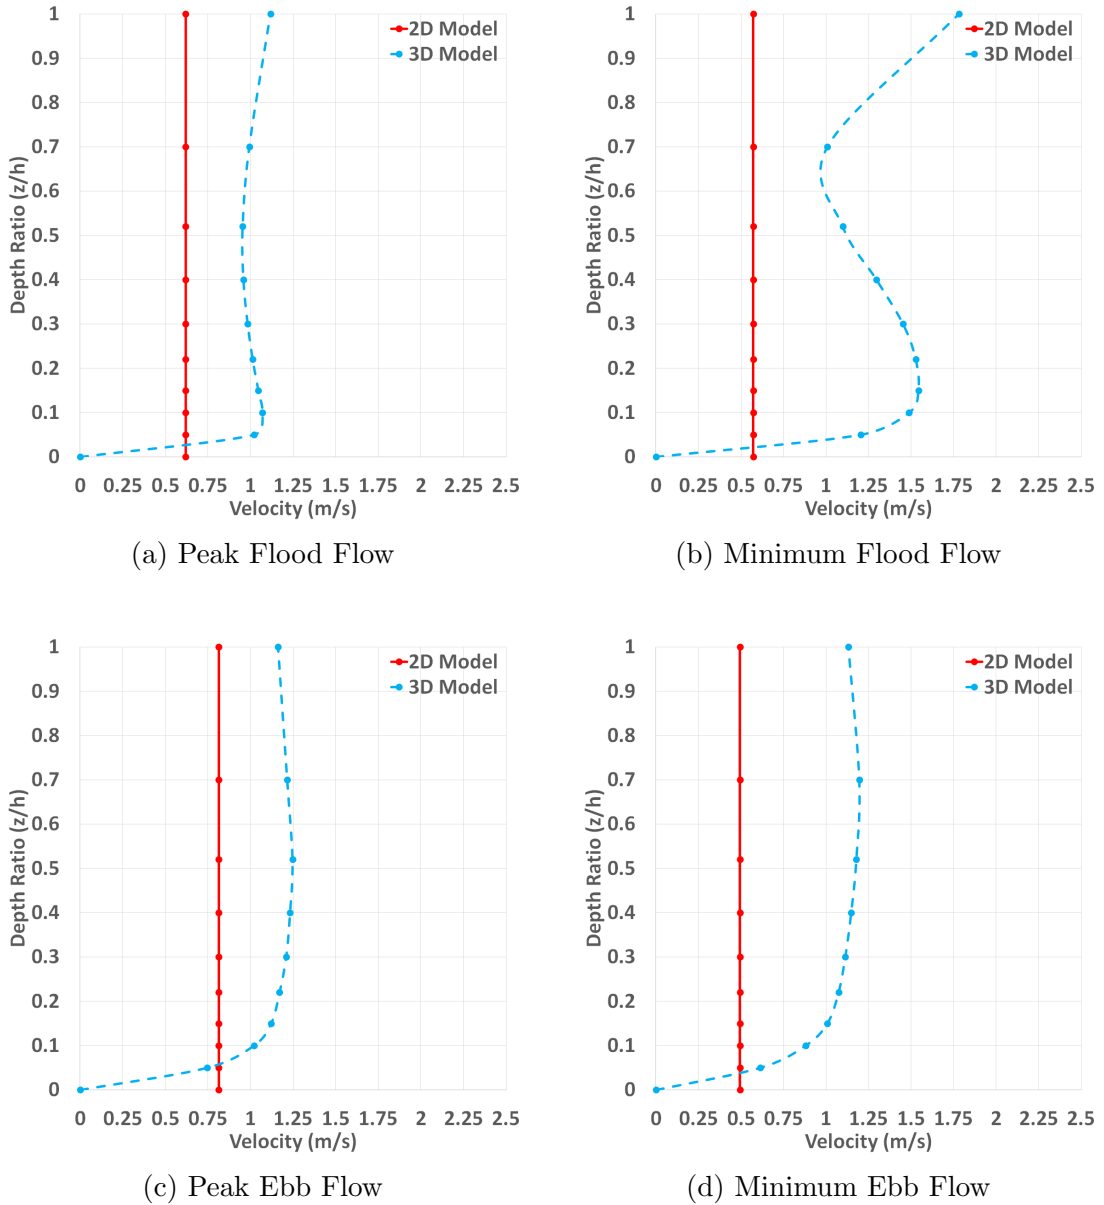 1
0.9
0.8
0.7
0.6
0.5
0.4
0.3
0.2
0.1
0
Depth Ratio (z/h)
2D Model
3D Model
0 0.25 0.5 0.75 1 1.25 1.5 1.75 2 2.25 2.5
Velocity (m/s)
(a) Peak Flood Flow
1
0.9
0.8
0.7
0.6
0.5
0.4
0.3
0.2
0.1
0
Depth Ratio (z/h)
2D Model
3D Model
0 0.25 0.5 0.75 1 1.25 1.5 1.75 2 2.25 2.5
Velocity (m/s)
(b) Minimum Flood Flow
1
0.9
0.8
0.7
0.6
0.5
0.4
0.3
0.2
0.1
0
Depth Ratio (z/h)
2D Model
3D Model
0 0.25 0.5 0.75 1 1.25 1.5 1.75 2 2.25 2.5
Velocity (m/s)
(c) Peak Ebb Flow
1
0.9
0.8
0.7
0.6
0.5
0.4
0.3
0.2
0.1
0
Depth Ratio (z/h)
2D Model
3D Model
0 0.25 0.5 0.75 1 1.25 1.5 1.75 2 2.25 2.5
Velocity (m/s)
(d) Minimum Ebb Flow